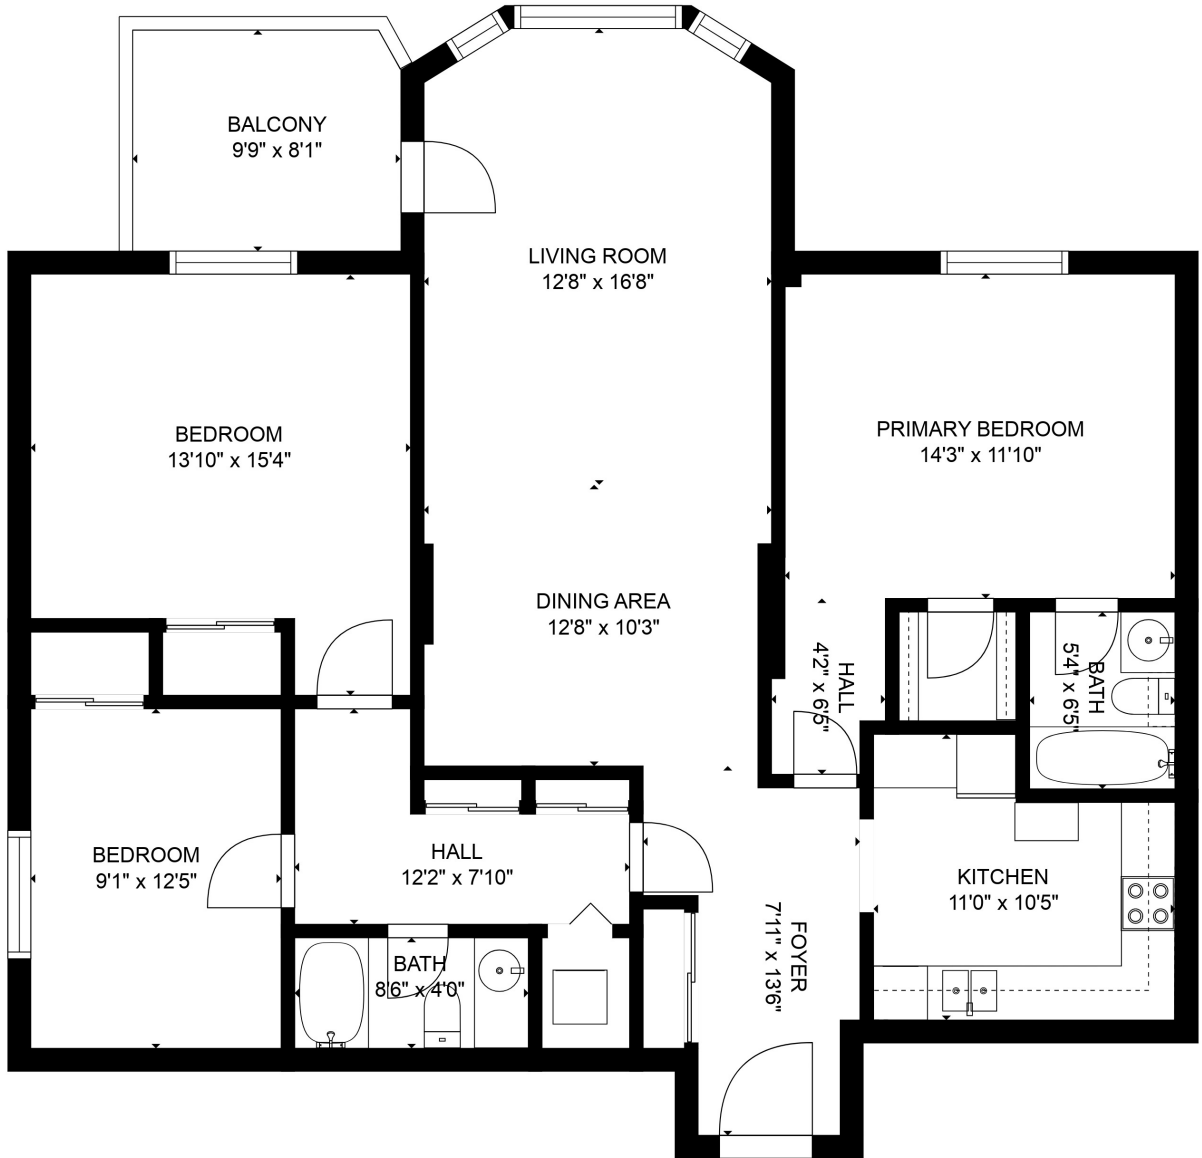 BALCONY
9'9" x 8'1"
LIVING ROOM
12'8" x 16'8"
BEDROOM
13'10" x 15'4"
PRIMARY BEDROOM
14'3" x 11'10"
DINING AREA
12'8" x 10'3"
HALL
4'2" x 6'5"
BATH
5'4" x 6'5"
BEDROOM
9'1" x 12'5"
HALL
12'2" x 7'10"
KITCHEN
11'0" x 10'5"
FOYER
7'11" x 13'6"
BATH
8'6" x 4'0"